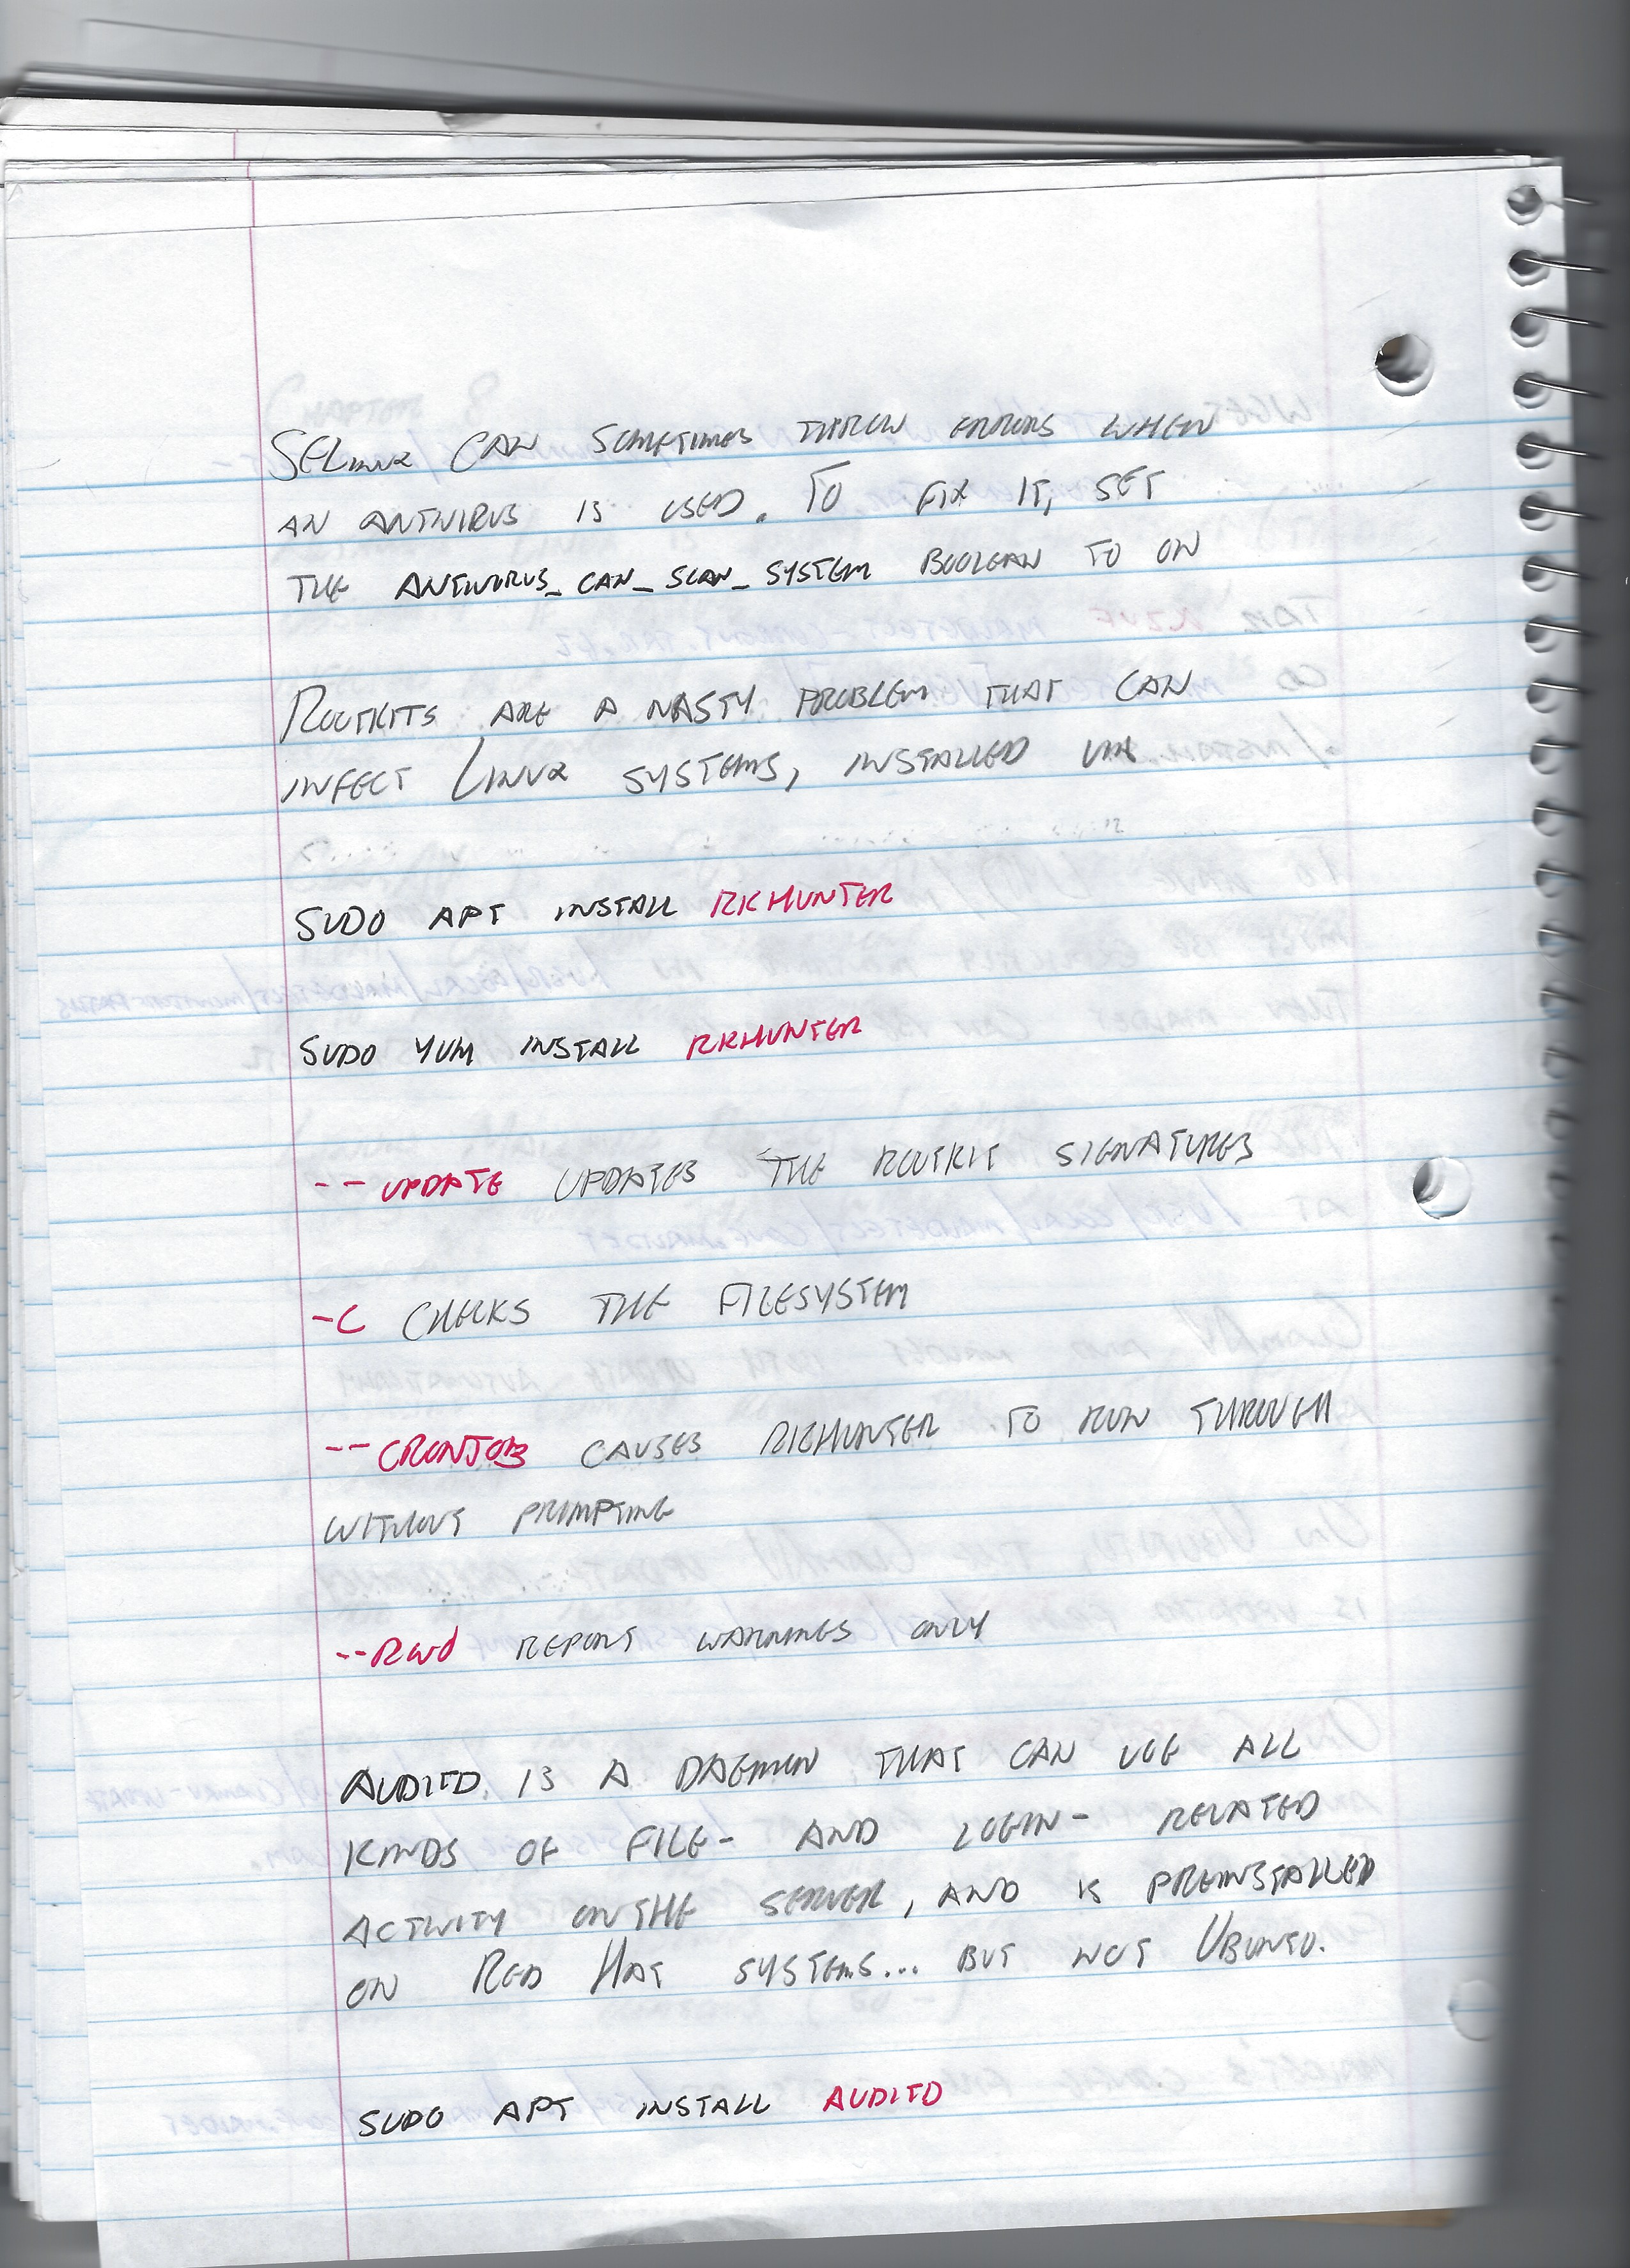 SELinux CAN SOMETIMES THROW ERRORS WHEN
AN ANTIVIRUS IS USED. TO FIX IT, SET
THE ANTIVIRUS_CAN_SCAN_SYSTEM BOOLEAN TO ON
ROOTKITS ARE A NASTY PROBLEM THAT CAN
INFECT LINUX SYSTEMS, INSTALLED VIA
SUDO APT INSTALL RKHUNTER
SUDO YUM INSTALL RKHUNTER
--UPDATE UPDATES THE ROOTKIT SIGNATURES
-C CHECKS THE FILESYSTEM
--CRONJOB CAUSES RKHUNTER TO RUN THROUGH
WITHOUT PROMPTING
--RWO REPORT WARNINGS ONLY
AUDITD IS A DAEMON THAT CAN LOG ALL
KINDS OF FILE- AND LOGIN- RELATED
ACTIVITY ON THE SERVER, AND IS PREINSTALLED
ON RED HAT SYSTEMS... BUT NOT UBUNTU.
SUDO APT INSTALL AUDITD